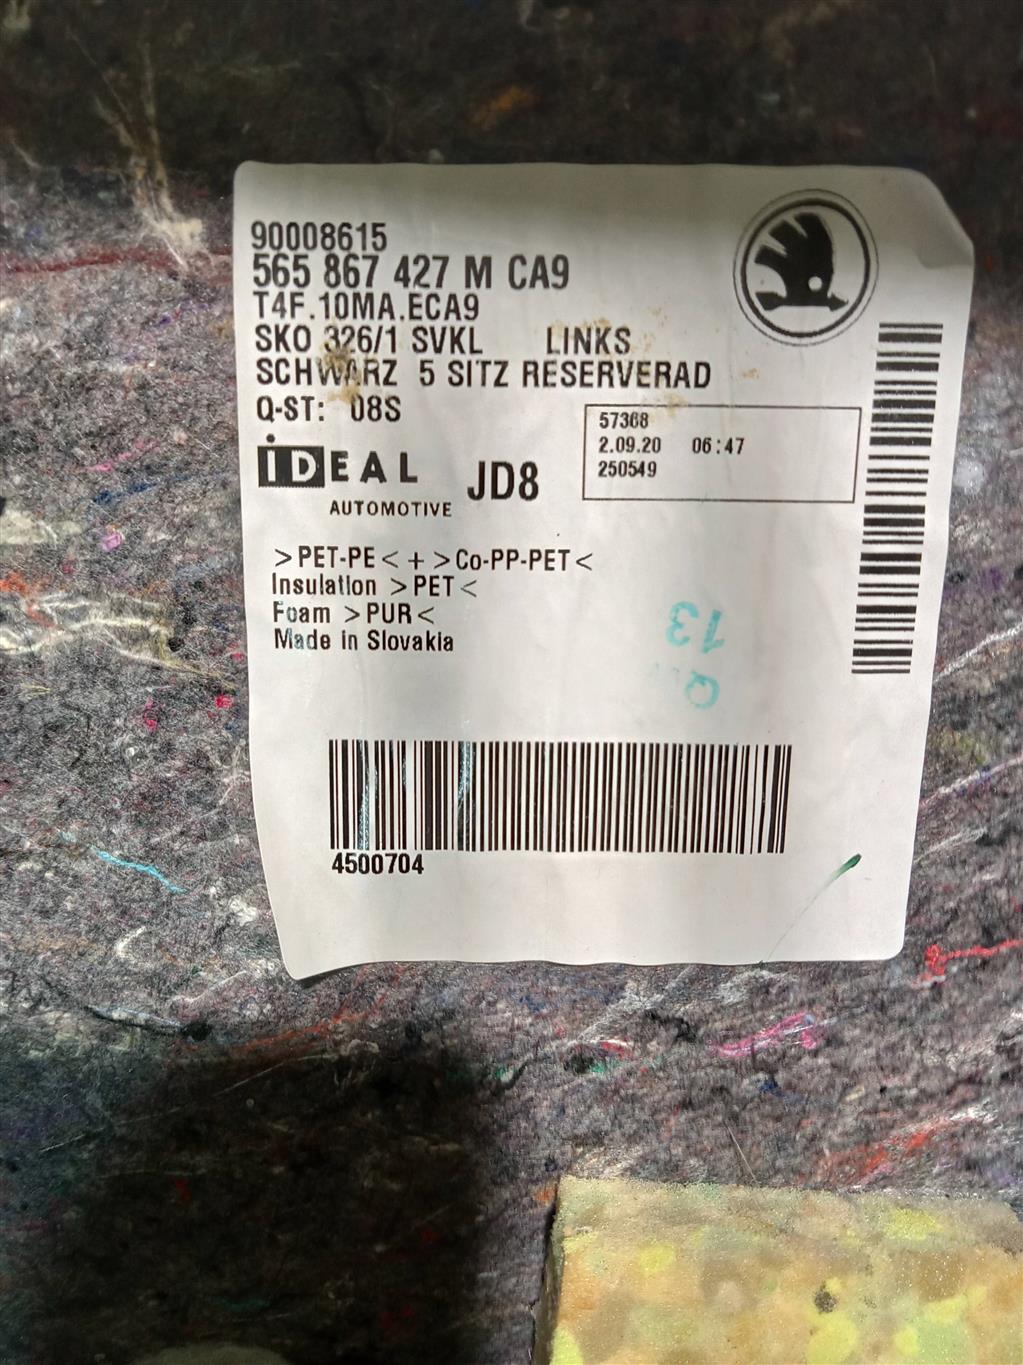 90008615
565 867 427 M CA9
T4F.10MA.ECA9
SKO 326/1 SVKL LINKS
SCHWARZ 5 SITZ RESERVERAD
Q-ST: 08S
57368
2.09.20 06:47
250549
iDEAL
AUTOMOTIVE
JD8
>PET-PE< + >Co-PP-PET<
Insulation >PET<
Foam >PUR<
Made in Slovakia
13
4500704